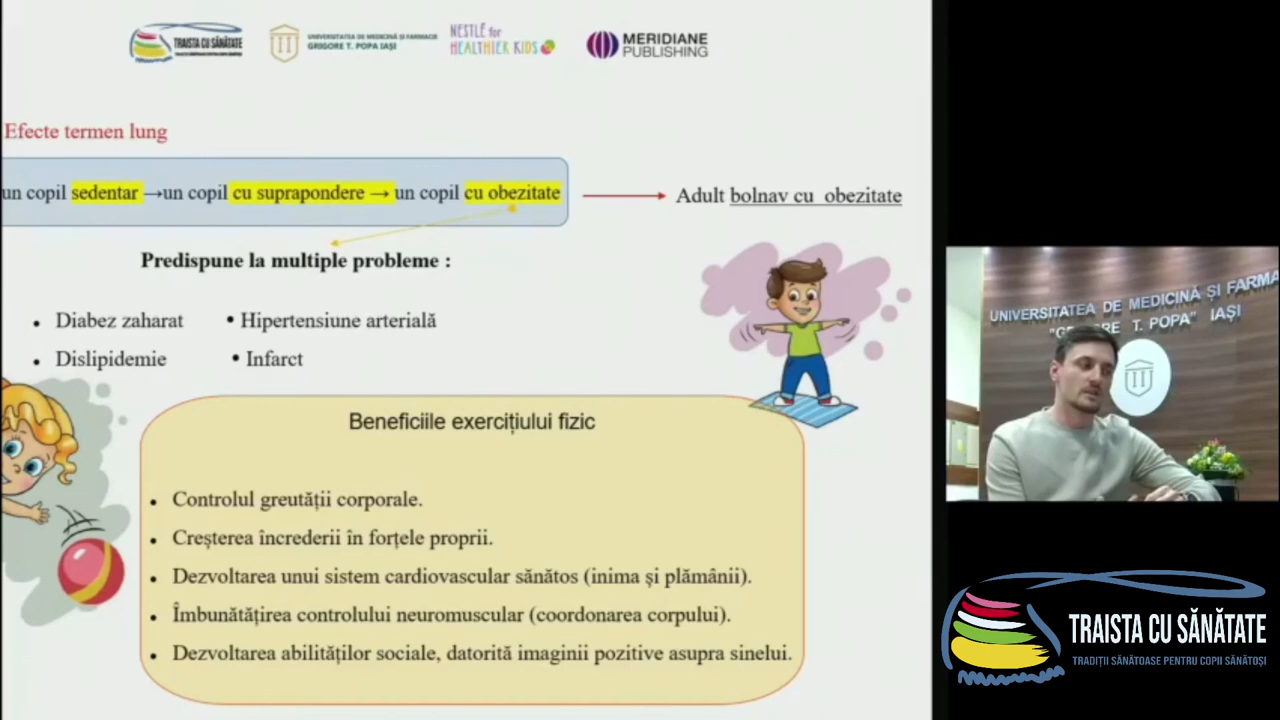 TRAISTA CU SĂNĂTATE
UNIVERSITATEA DE MEDICINĂ ȘI FARMACIE
GRIGORE T. POPA IAȘI
NESTLÉ for
HEALTHIER KIDS
MERIDIANE
PUBLISHING
Efecte termen lung
un copil sedentar →un copil cu suprapondere → un copil cu obezitate
Adult bolnav cu obezitate
Predispune la multiple probleme :
• Diabez zaharat • Hipertensiune arterială
• Dislipidemie • Infarct
Beneficiile exercițiului fizic
• Controlul greutății corporale.
• Creșterea încrederii în forțele proprii.
• Dezvoltarea unui sistem cardiovascular sănătos (inima și plămânii).
• Îmbunătățirea controlului neuromuscular (coordonarea corpului).
• Dezvoltarea abilităților sociale, datorită imaginii pozitive asupra sinelui.
UNIVERSITATEA DE MEDICINĂ ȘI FARMA
"GRIGORE T. POPA" IAȘI
TRAISTA CU SĂNĂTATE
TRADIȚII SĂNĂTOASE PENTRU COPII SĂNĂTOȘI